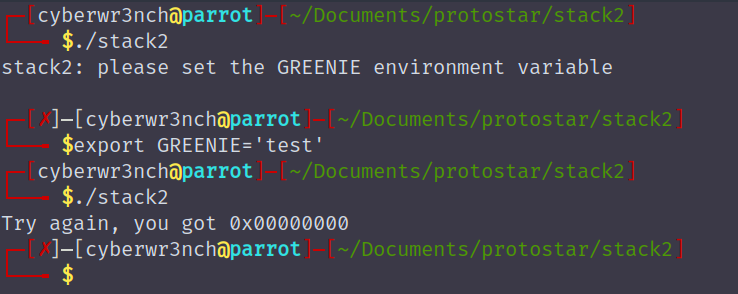 ┌─[cyberwr3nch@parrot]─[~/Documents/protostar/stack2]
└──╼ $./stack2
stack2: please set the GREENIE environment variable
┌─[✗]─[cyberwr3nch@parrot]─[~/Documents/protostar/stack2]
└──╼ $export GREENIE='test'
┌─[cyberwr3nch@parrot]─[~/Documents/protostar/stack2]
└──╼ $./stack2
Try again, you got 0x00000000
┌─[✗]─[cyberwr3nch@parrot]─[~/Documents/protostar/stack2]
└──╼ $